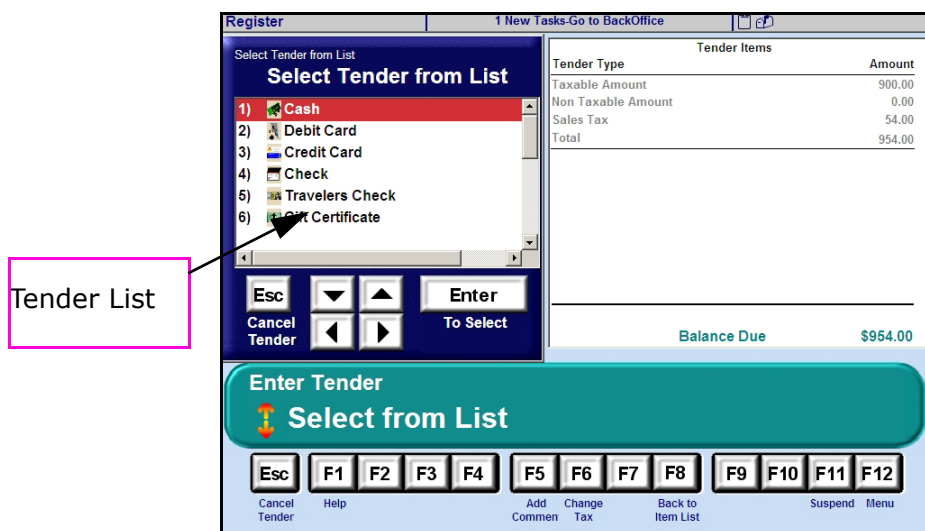 Register
1 New Tasks-Go to BackOffice
Select Tender from List
Select Tender from List
1) Cash
2) Debit Card
3) Credit Card
4) Check
5) Travelers Check
6) Gift Certificate
Esc
Enter
Cancel
Tender
To Select
Tender Items
Tender Type Amount
Taxable Amount 900.00
Non Taxable Amount 0.00
Sales Tax 54.00
Total 954.00
Balance Due $954.00
Tender List
Enter Tender
Select from List
Esc F1 F2 F3 F4 F5 F6 F7 F8 F9 F10 F11 F12
Cancel Help Add Change Back to Suspend Menu
Tender Commen Tax Item List